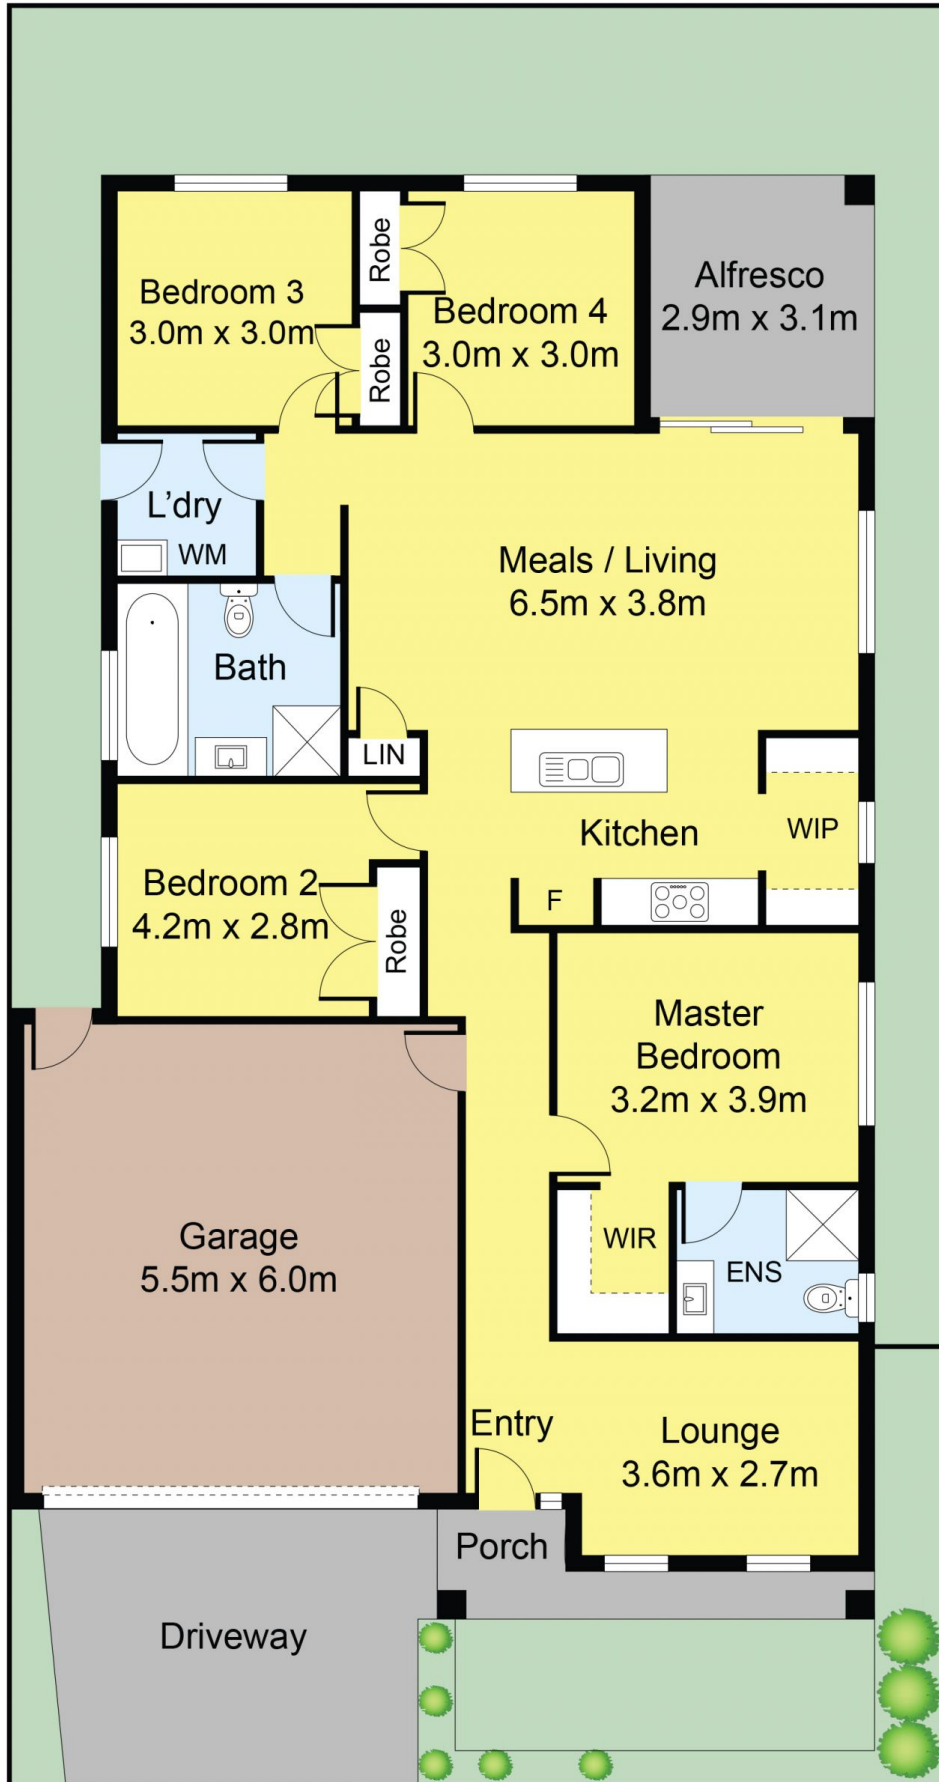 Robe
Alfresco
2.9m x 3.1m
Bedroom 3
3.0m x 3.0m
Bedroom 4
3.0m x 3.0m
Robe
L'dry
WM
Meals / Living
6.5m x 3.8m
Bath
LIN
Kitchen
WIP
Bedroom 2
4.2m x 2.8m
F
Robe
Master
Bedroom
3.2m x 3.9m
Garage
5.5m x 6.0m
WIR
ENS
Entry
Lounge
3.6m x 2.7m
Porch
Driveway